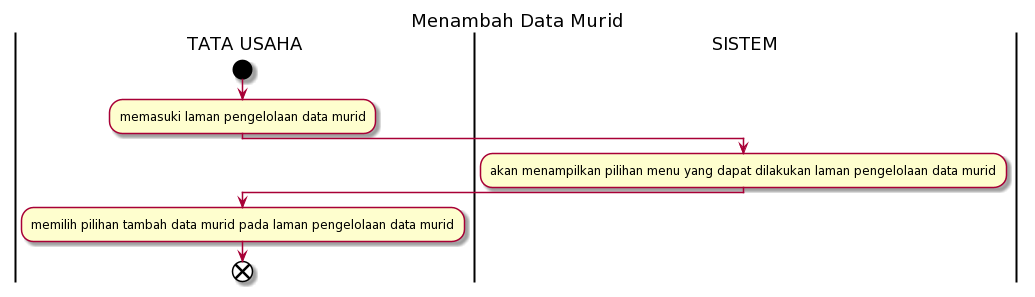 Menambah Data Murid
TATA USAHA
SISTEM
memasuki laman pengelolaan data murid
akan menampilkan pilihan menu yang dapat dilakukan laman pengelolaan data murid
memilih pilihan tambah data murid pada laman pengelolaan data murid